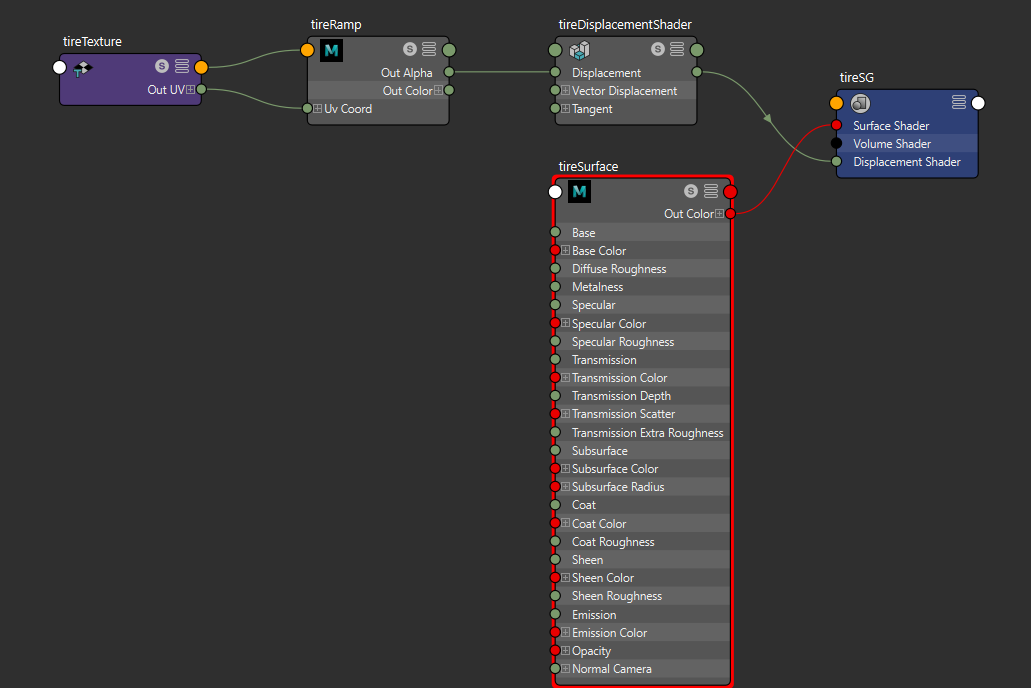 tireTexture
S
T
Out UV
tireRamp
M S
Out Alpha
Out Color
Uv Coord
tireDisplacementShader
S
Displacement
Vector Displacement
Tangent
tireSG
Surface Shader
Volume Shader
Displacement Shader
tireSurface
M S
Out Color
Base
Base Color
Diffuse Roughness
Metalness
Specular
Specular Color
Specular Roughness
Transmission
Transmission Color
Transmission Depth
Transmission Scatter
Transmission Extra Roughness
Subsurface
Subsurface Color
Subsurface Radius
Coat
Coat Color
Coat Roughness
Sheen
Sheen Color
Sheen Roughness
Emission
Emission Color
Opacity
Normal Camera